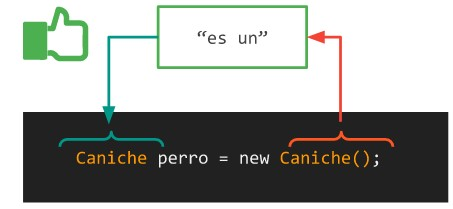 “es un”
Caniche perro = new Caniche();